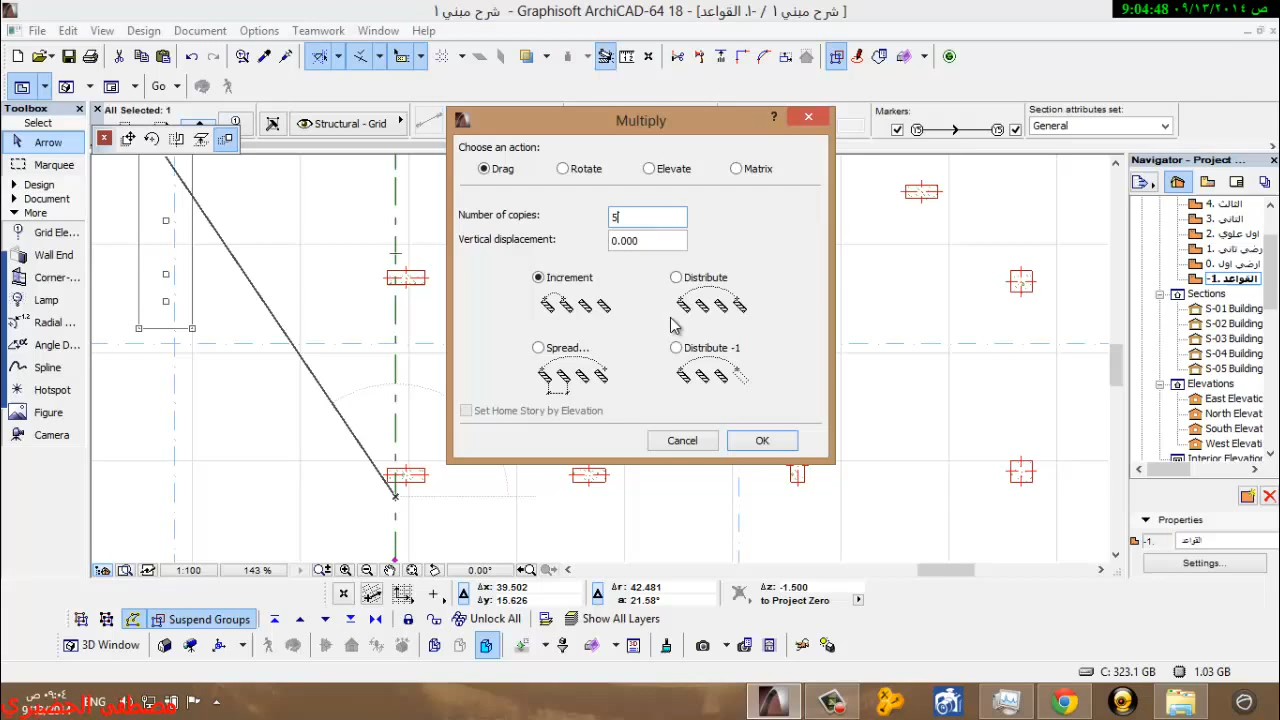 شرح مبني ١ - Graphisoft ArchiCAD-64 18 - [شرح مبني ١ / -١. القواعد]
ص ٠٩/١٣/٢٠١٤ 9:04:48
File Edit View Design Document Options Teamwork Window Help
Go
Toolbox
All Selected: 1
Markers:
Section attributes set:
Select
Structural - Grid
General
Arrow
Marquee
Design
Document
More
Grid Ele...
Wall End
Corner-...
Lamp
Radial ...
Angle D...
Spline
Hotspot
Figure
Camera
Multiply
Choose an action:
Drag Rotate Elevate Matrix
Number of copies: 5
Vertical displacement: 0.000
Increment Distribute
Spread... Distribute -1
Set Home Story by Elevation
Cancel OK
Navigator - Project ...
4. الثالث
3. الثاني
2. اول علوي
1. رضي ثاني
0. ارضي اول
-1. القواعد
Sections
S-01 Building
S-02 Building
S-03 Building
S-04 Building
S-05 Building
Elevations
East Elevatio
North Elevat
South Elevat
West Elevati
Interior Elevation
Properties
-1. القواعد
Settings...
1:100 143 % 0.00°
Δx: 39.502 Δr: 42.481 Δz: -1.500
Δy: 15.626 a: 21.58° to Project Zero
Suspend Groups Unlock All Show All Layers
3D Window
C: 323.1 GB 1.03 GB
ENG
مصطفى الجهيري